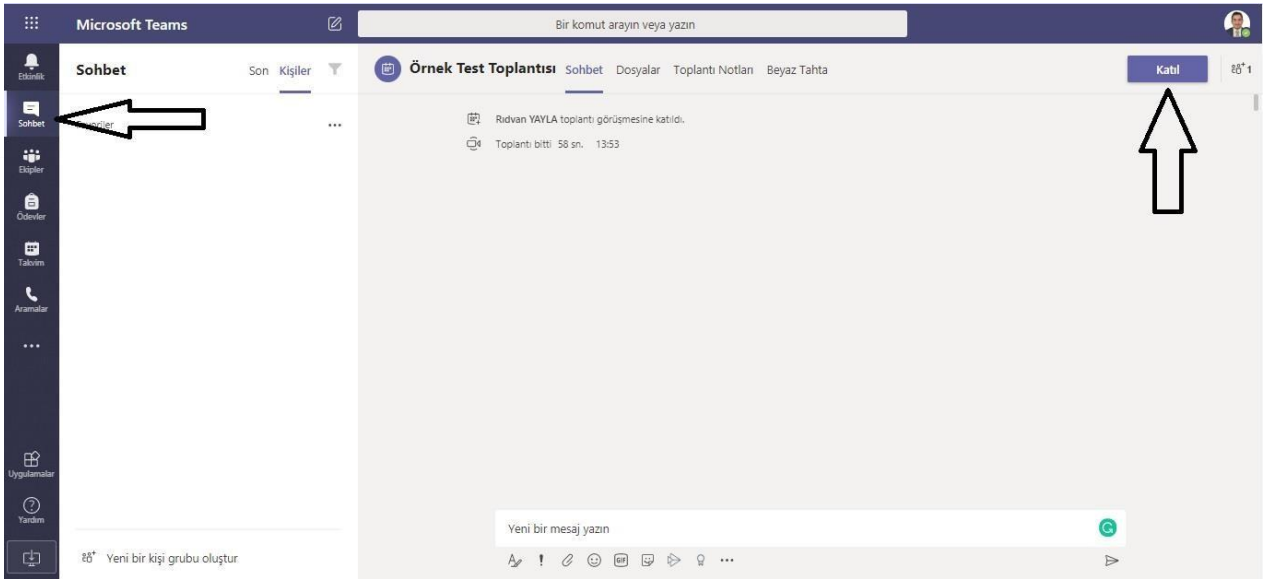 Microsoft Teams
Bir komut arayın veya yazın
Etkinlik
Sohbet
Ekipler
Ödevler
Takvim
Aramalar
Uygulamalar
Yardım
Sohbet
Son Kişiler
Yeni bir kişi grubu oluştur
Örnek Test Toplantısı Sohbet Dosyalar Toplantı Notları Beyaz Tahta
Katıl
1
Rıdvan YAYLA toplantı görüşmesine katıldı.
Toplantı bitti 58 sn. 13:53
Yeni bir mesaj yazın
G
GIF